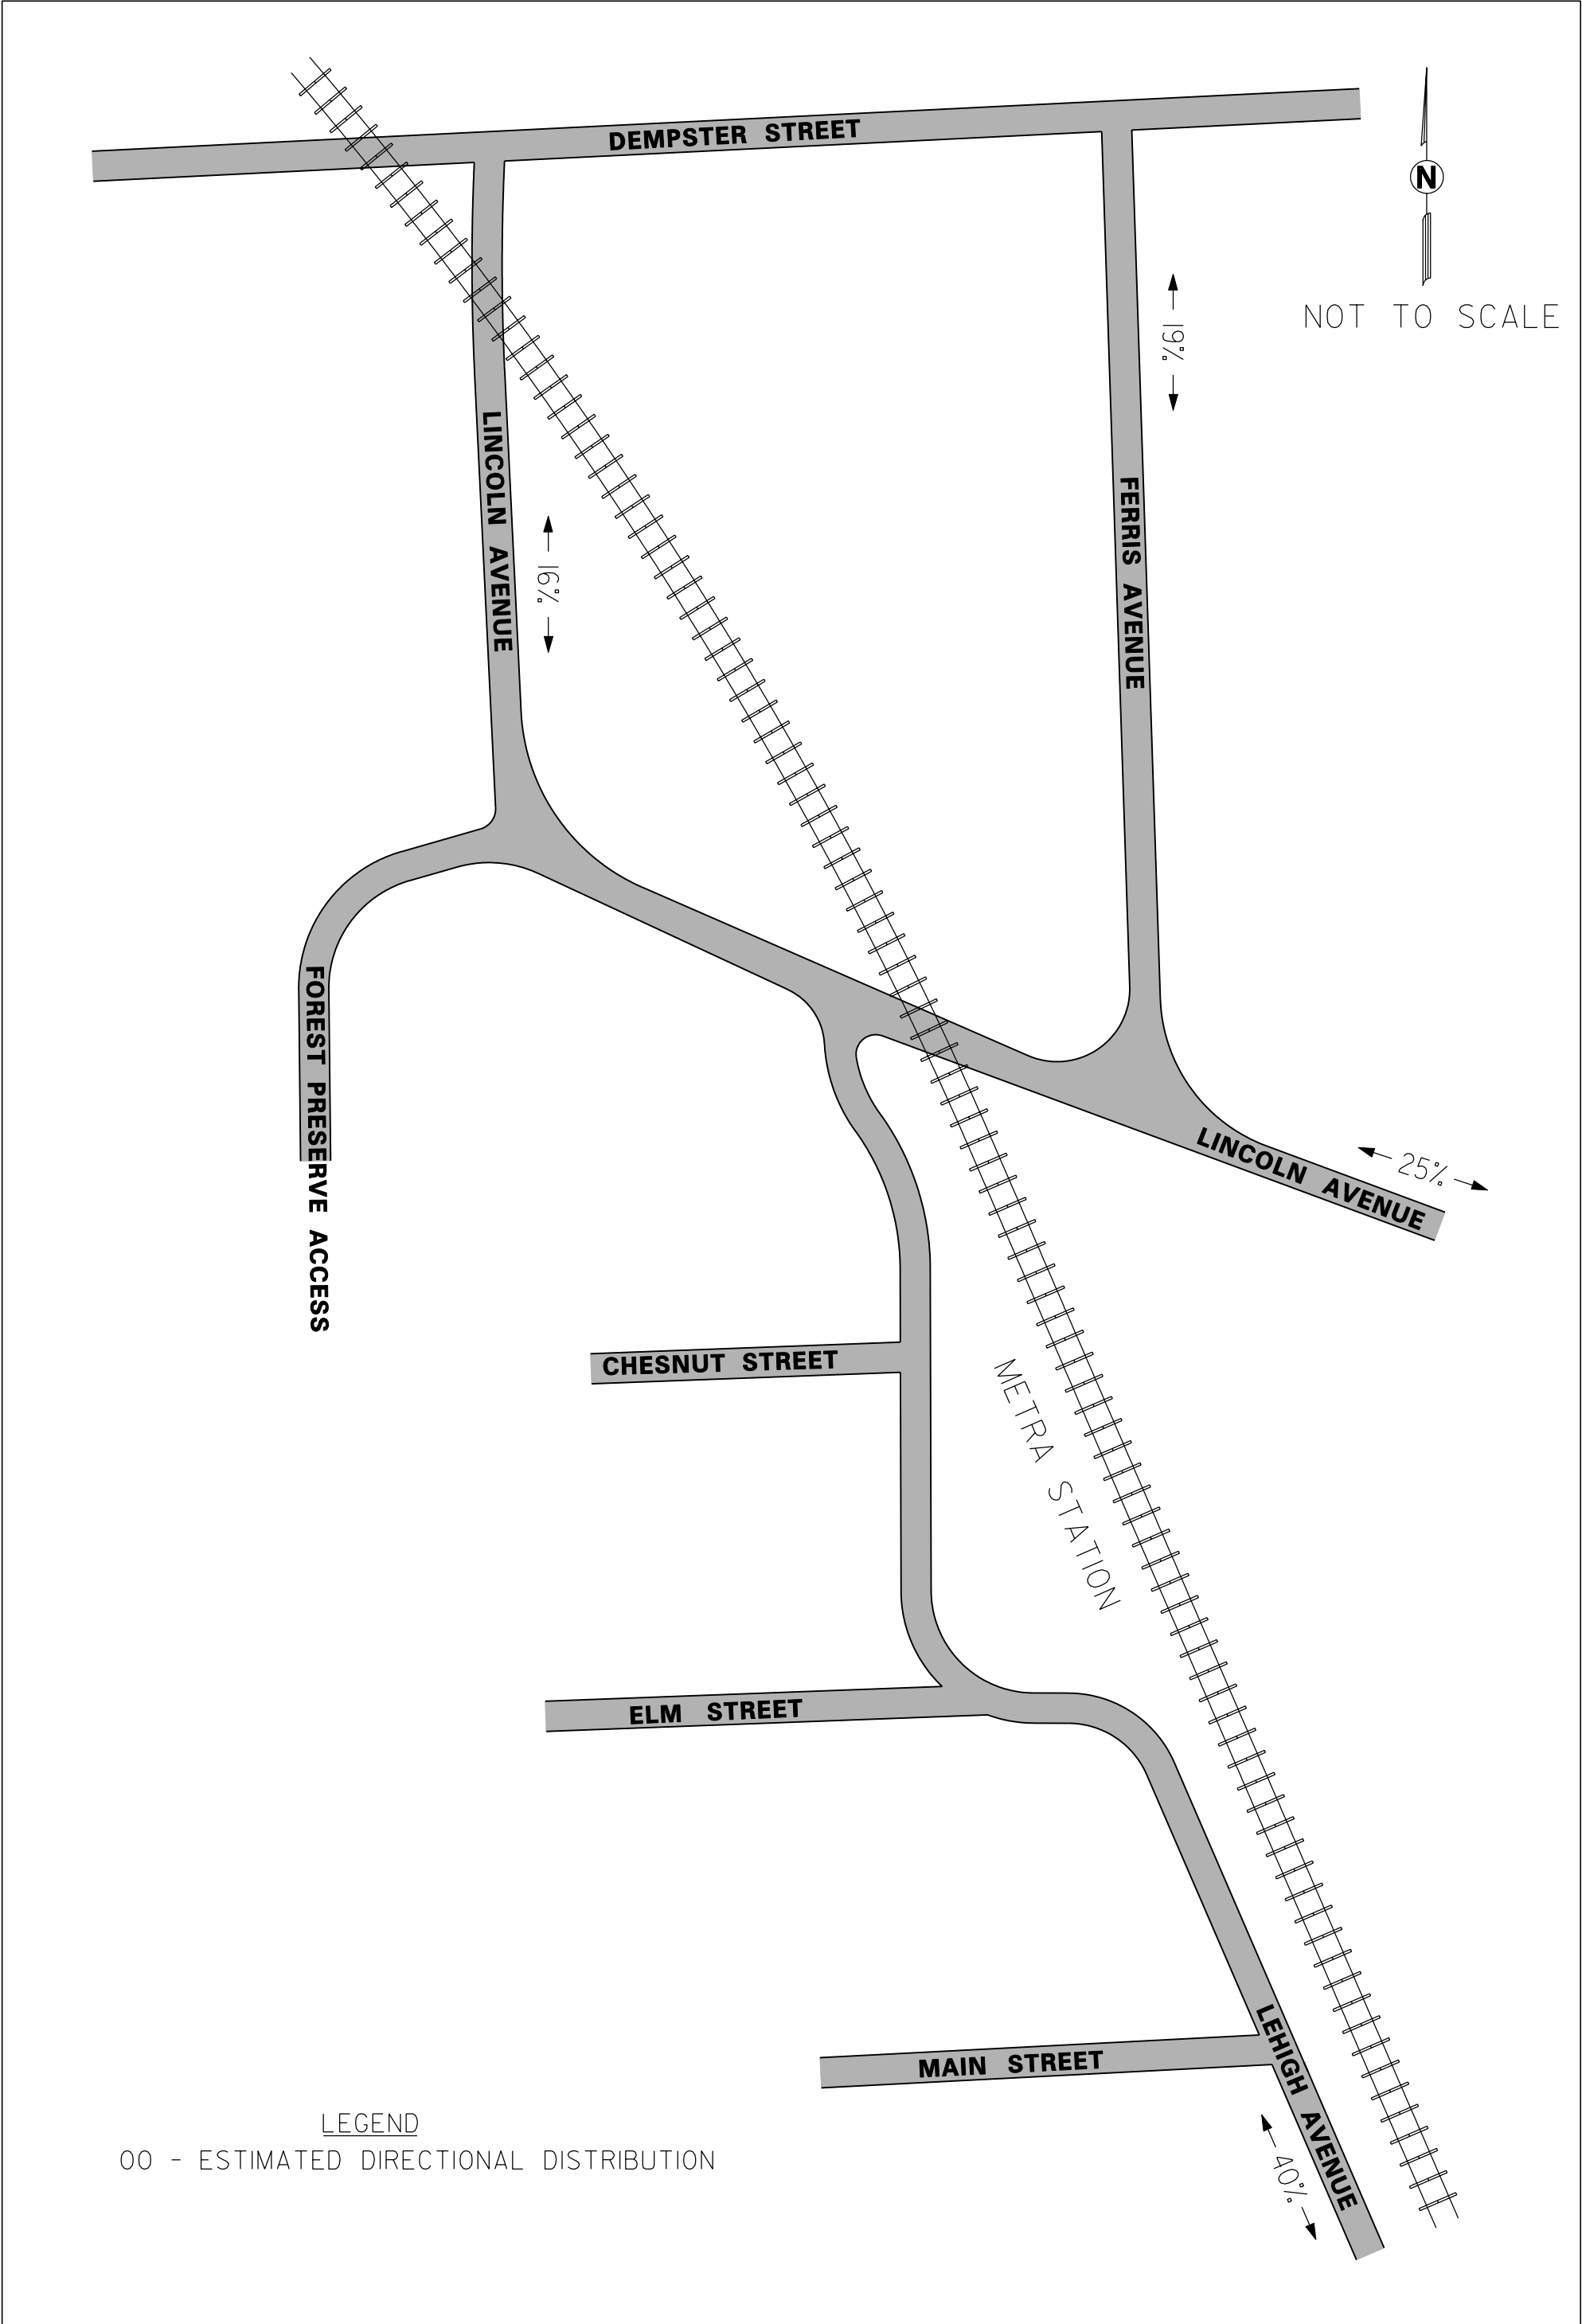 DEMPSTER STREET
N
NOT TO SCALE
19%
LINCOLN AVENUE
FERRIS AVENUE
16%
FOREST PRESERVE ACCESS
LINCOLN AVENUE
25%
CHESNUT STREET
METRA STATION
ELM STREET
LEHIGH AVENUE
MAIN STREET
40%
LEGEND
00 - ESTIMATED DIRECTIONAL DISTRIBUTION